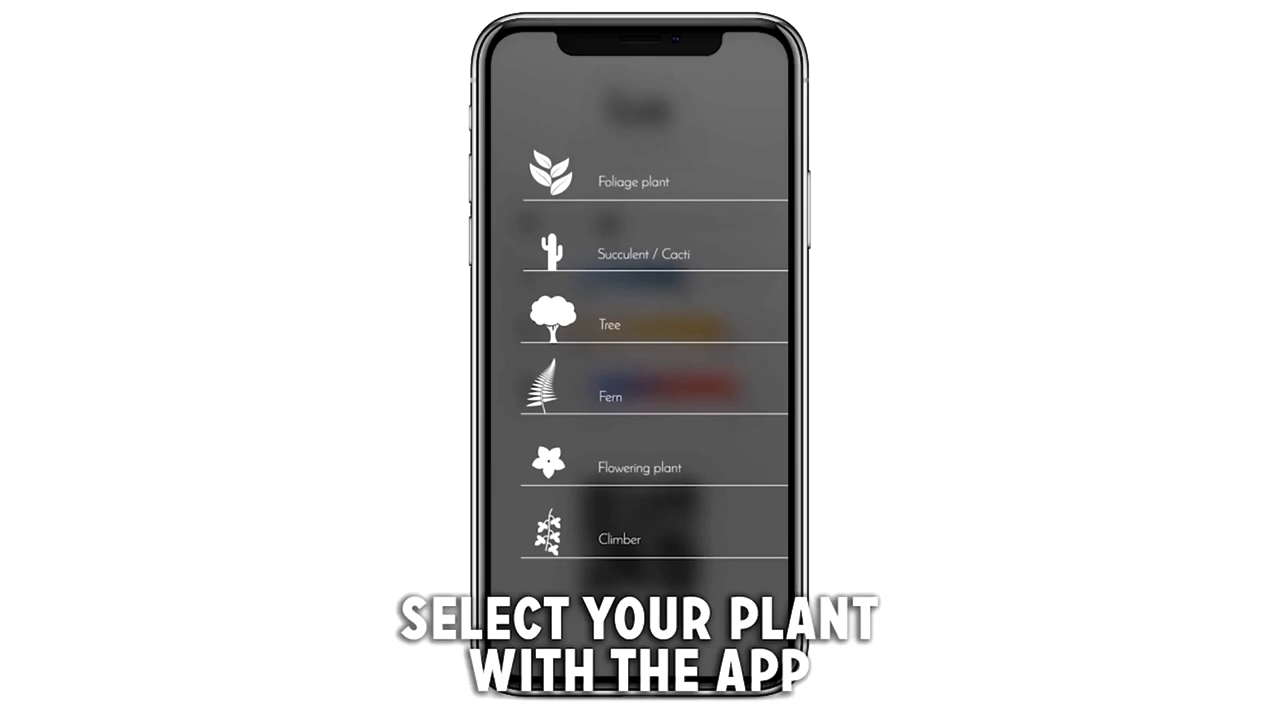 Foliage plant
Succulent / Cacti
Tree
Fern
Flowering plant
Climber
SELECT YOUR PLANT
WITH THE APP